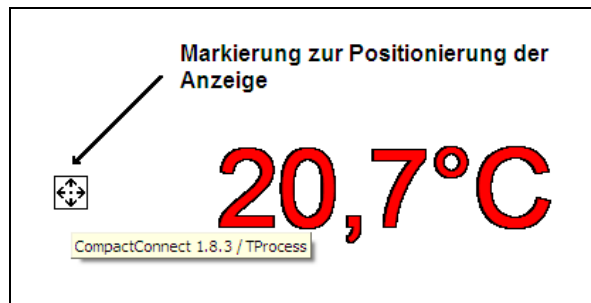 Markierung zur Positionierung der
Anzeige
20,7°C
CompactConnect 1.8.3 / TProcess